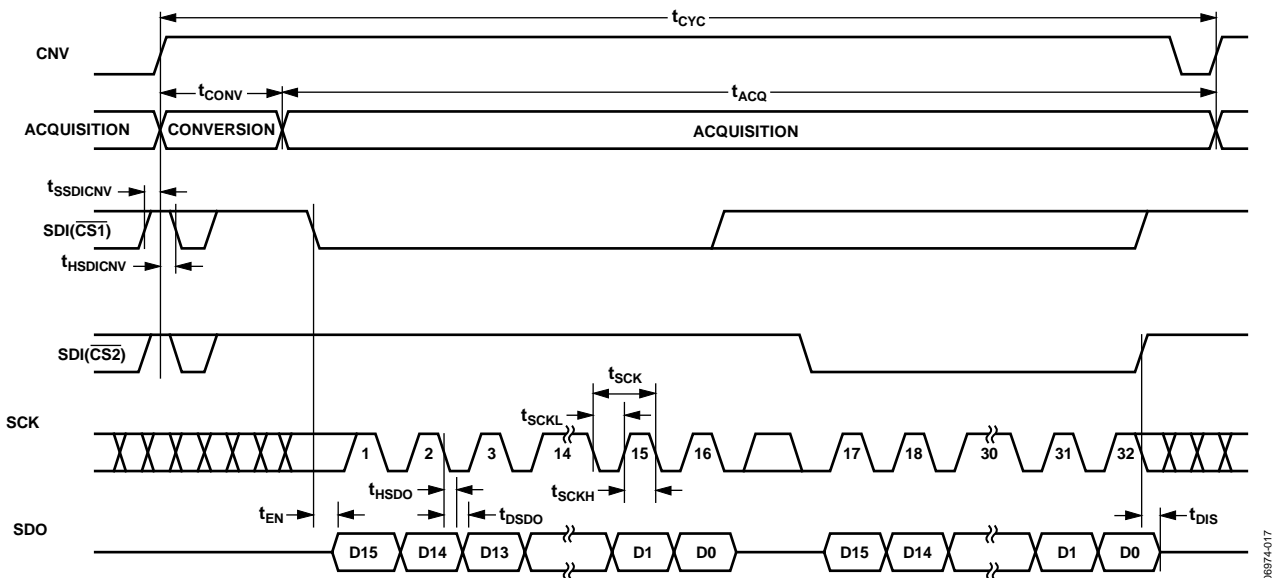 tCYC
CNV
tCONV
tACQ
ACQUISITION
CONVERSION
ACQUISITION
tSSDICNV
SDI(CS1)
tHSDICNV
SDI(CS2)
tSCK
tSCKL
SCK
1 2 3 14 15 16 17 18 30 31 32
tHSDO
tSCKH
tEN
tDSDO
tDIS
SDO
D15 D14 D13 D1 D0 D15 D14 D1 D0
06974-017